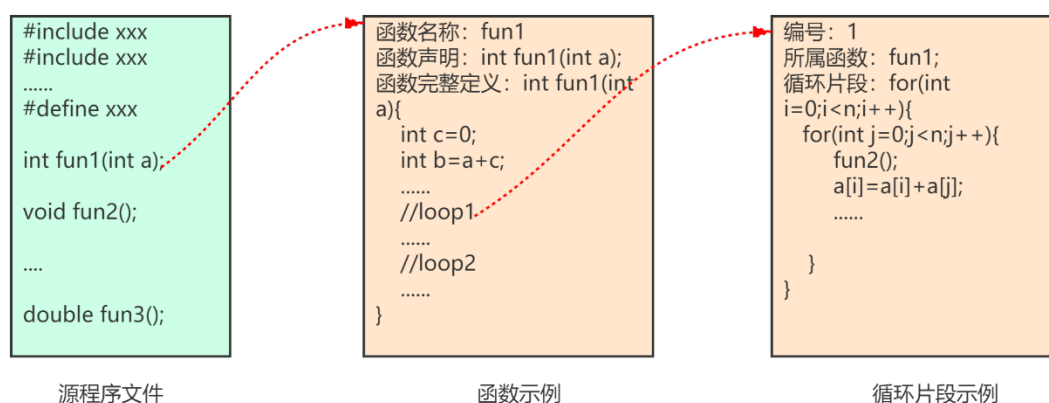 #include xxx
#include xxx
......
#define xxx
int fun1(int a);
void fun2();
....
double fun3();
源程序文件
函数名称：fun1
函数声明：int fun1(int a);
函数完整定义：int fun1(int
a){
int c=0;
int b=a+c;
......
//loop1
......
//loop2
......
}
函数示例
编号：1
所属函数：fun1;
循环片段：for(int
i=0;i<n;i++){
for(int j=0;j<n;j++){
fun2();
a[i]=a[i]+a[j];
......
}
}
循环片段示例